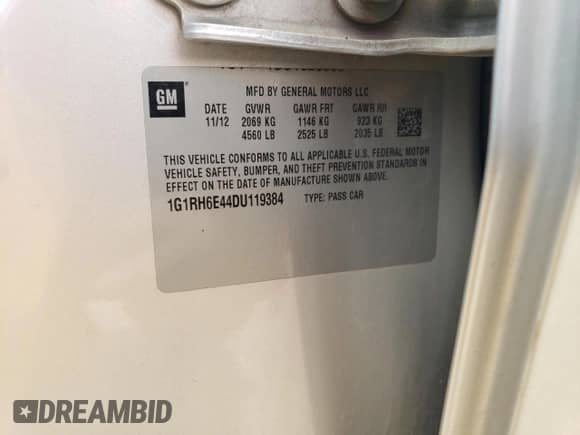 GM
MFD BY GENERAL MOTORS LLC
DATE GVWR GAWR FRT GAWR RR
11/12 2069 KG 1146 KG 923 KG
4560 LB 2525 LB 2035 LB
THIS VEHICLE CONFORMS TO ALL APPLICABLE U.S. FEDERAL MOTOR
VEHICLE SAFETY, BUMPER, AND THEFT PREVENTION STANDARDS IN
EFFECT ON THE DATE OF MANUFACTURE SHOWN ABOVE.
1G1RH6E44DU119384 TYPE: PASS CAR
DREAMBID